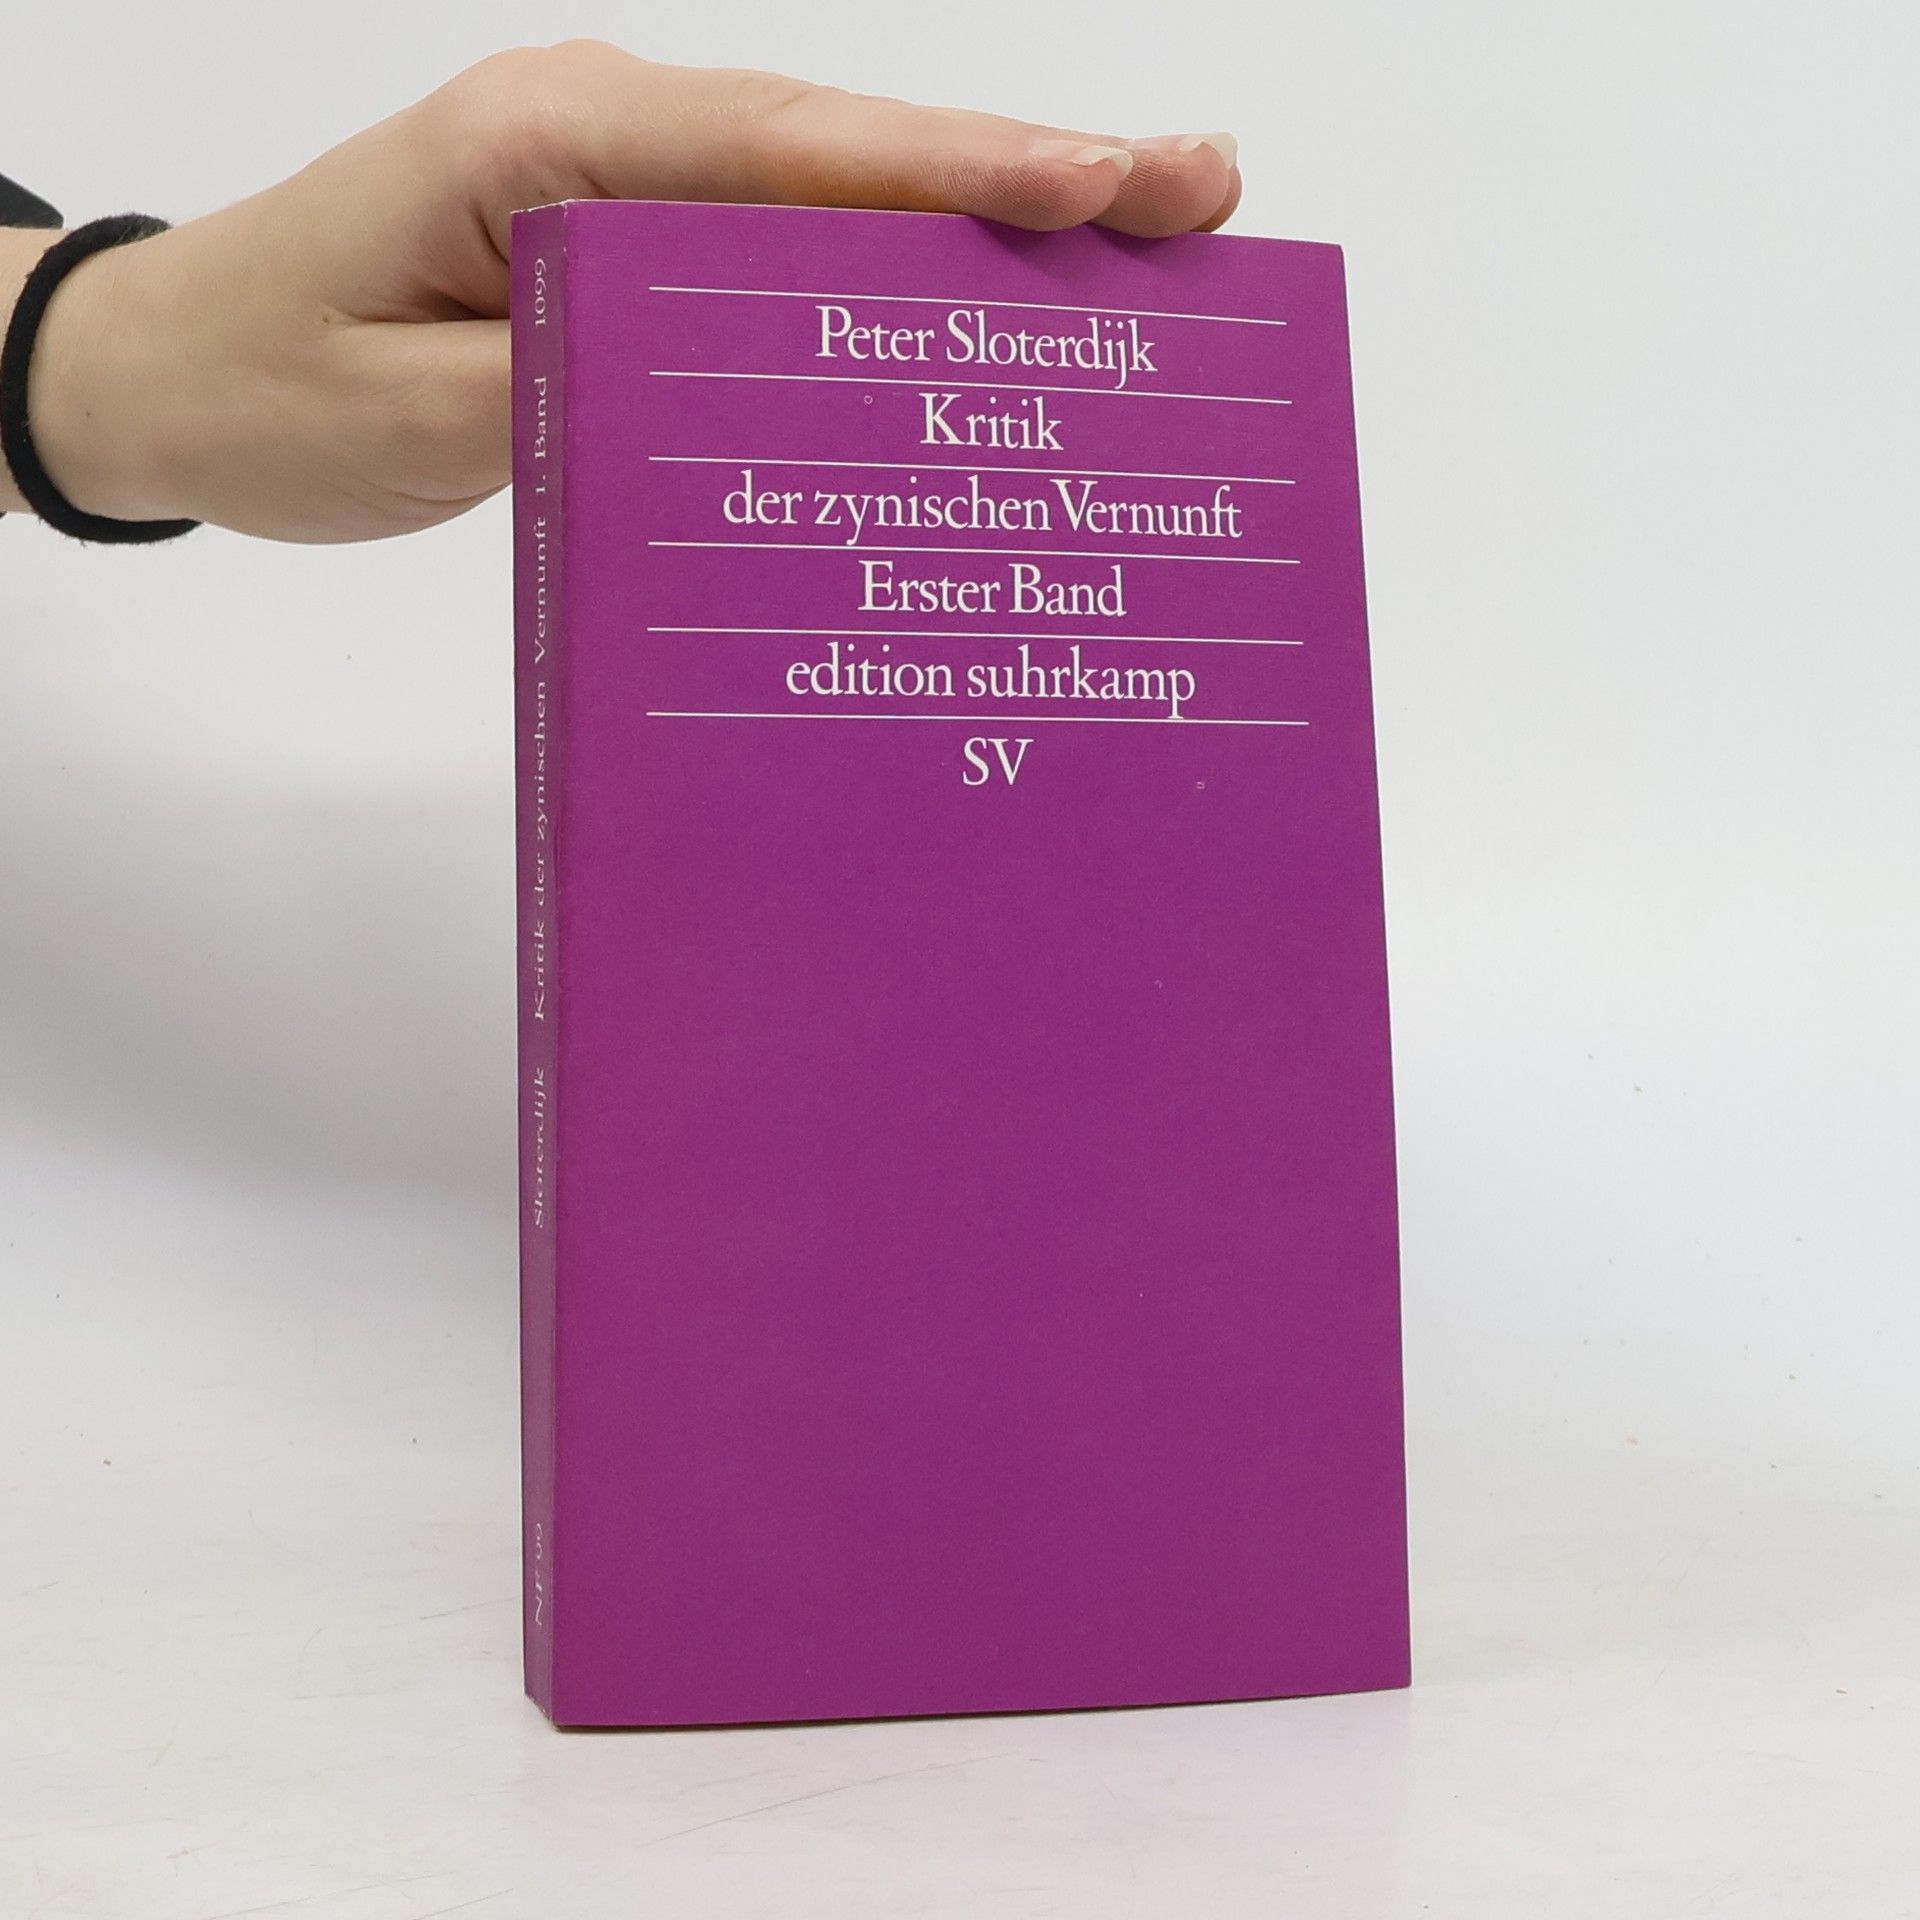 Peter Sloterdijk
Kritik
der zynischen Vernunft
Erster Band
edition suhrkamp
SV
Sloterdijk Kritik der zynischen Vernunft 1. Band 1099